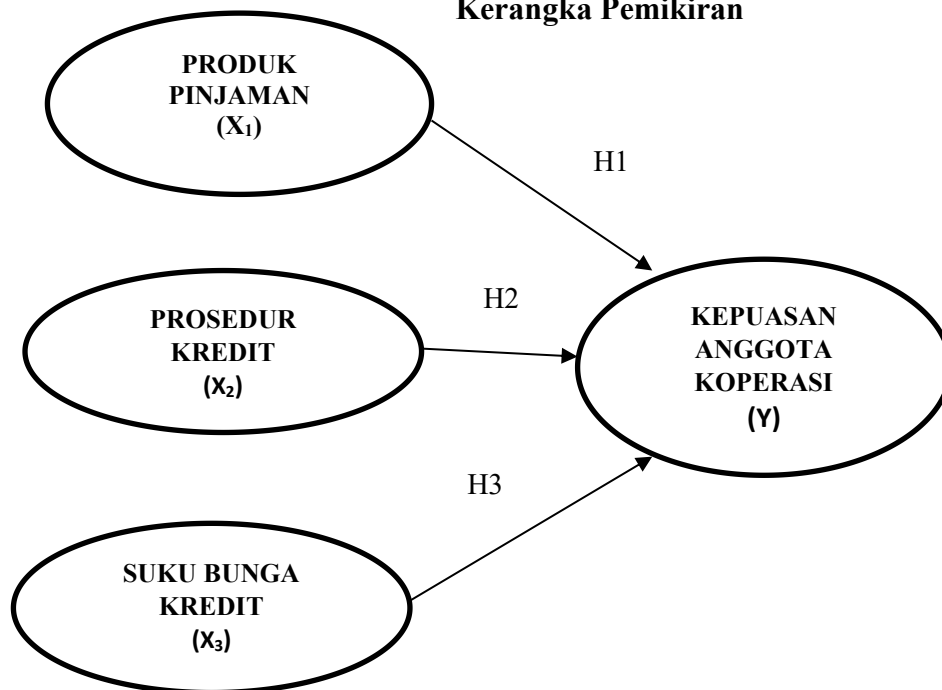 Kerangka Pemikiran
PRODUK
PINJAMAN
(X₁)
H1
H2
PROSEDUR
KREDIT
(X₂)
KEPUASAN
ANGGOTA
KOPERASI
(Y)
H3
SUKU BUNGA
KREDIT
(X₃)